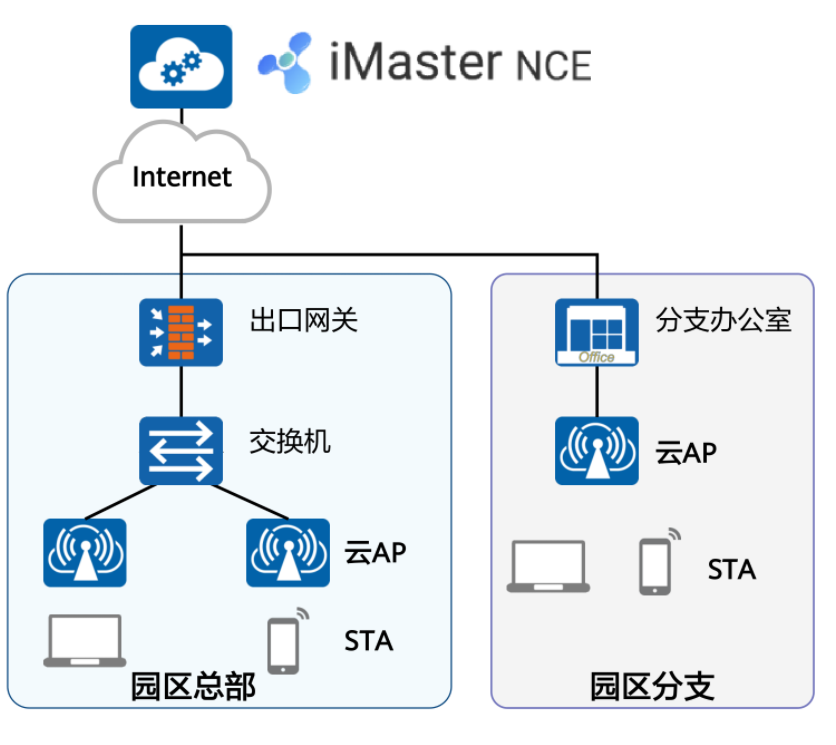 iMaster NCE
Internet
出口网关
交换机
云AP
STA
园区总部
分支办公室
Office
云AP
STA
园区分支